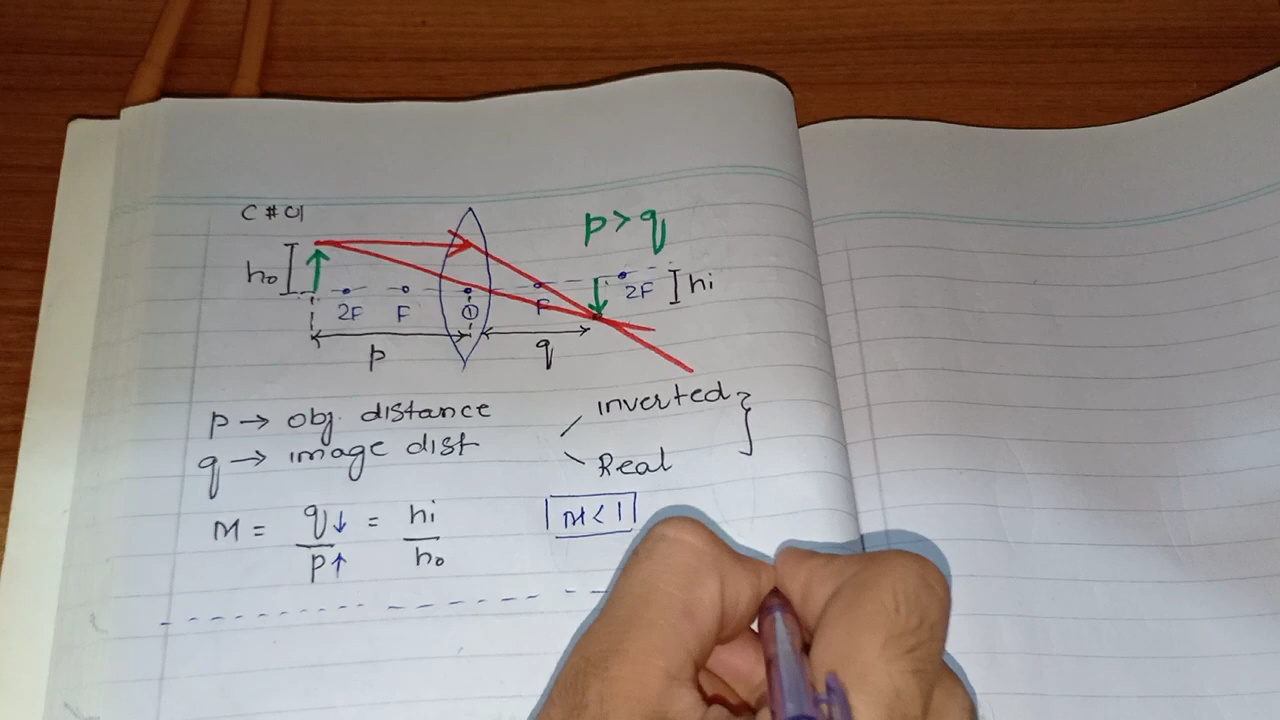 C # 01
p > q
ho
hi
2F F O F 2F
p q
p → obj. distance
q → image dist
inverted
Real
M = q↓ / p↑ = hi / ho
M < 1